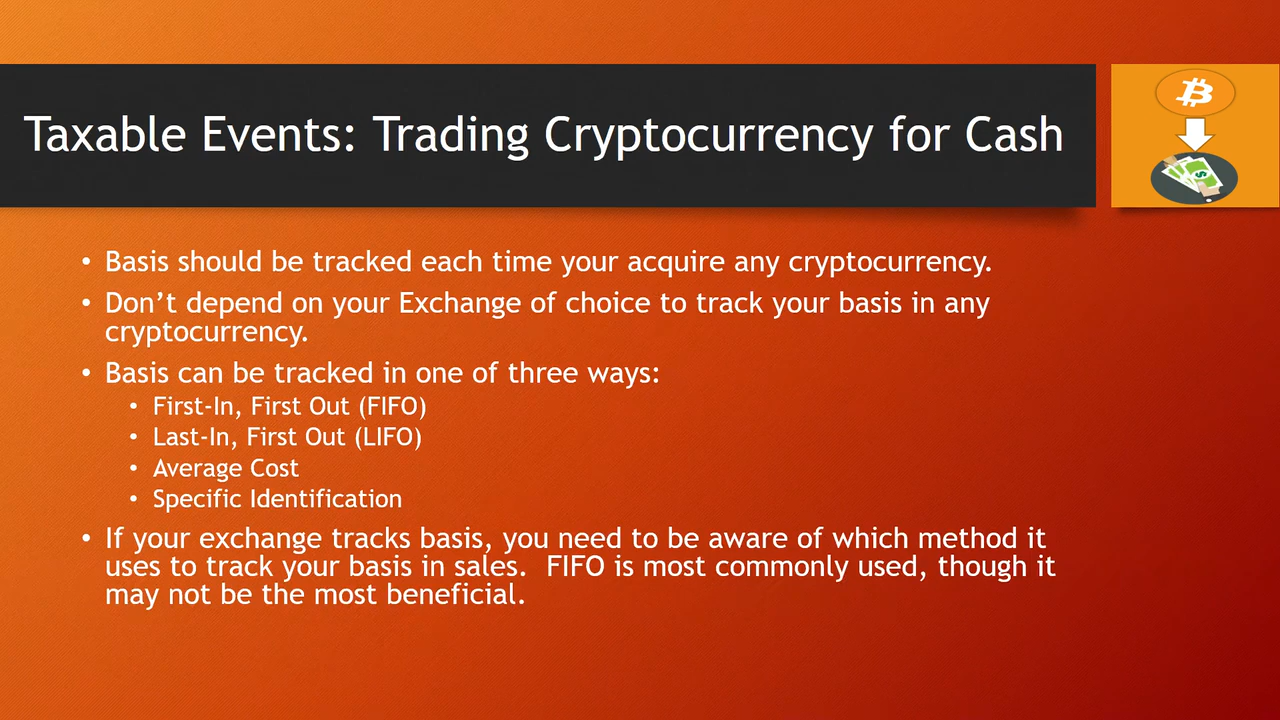 Taxable Events: Trading Cryptocurrency for Cash
• Basis should be tracked each time your acquire any cryptocurrency.
• Don’t depend on your Exchange of choice to track your basis in any
cryptocurrency.
• Basis can be tracked in one of three ways:
• First-In, First Out (FIFO)
• Last-In, First Out (LIFO)
• Average Cost
• Specific Identification
• If your exchange tracks basis, you need to be aware of which method it
uses to track your basis in sales.  FIFO is most commonly used, though it
may not be the most beneficial.